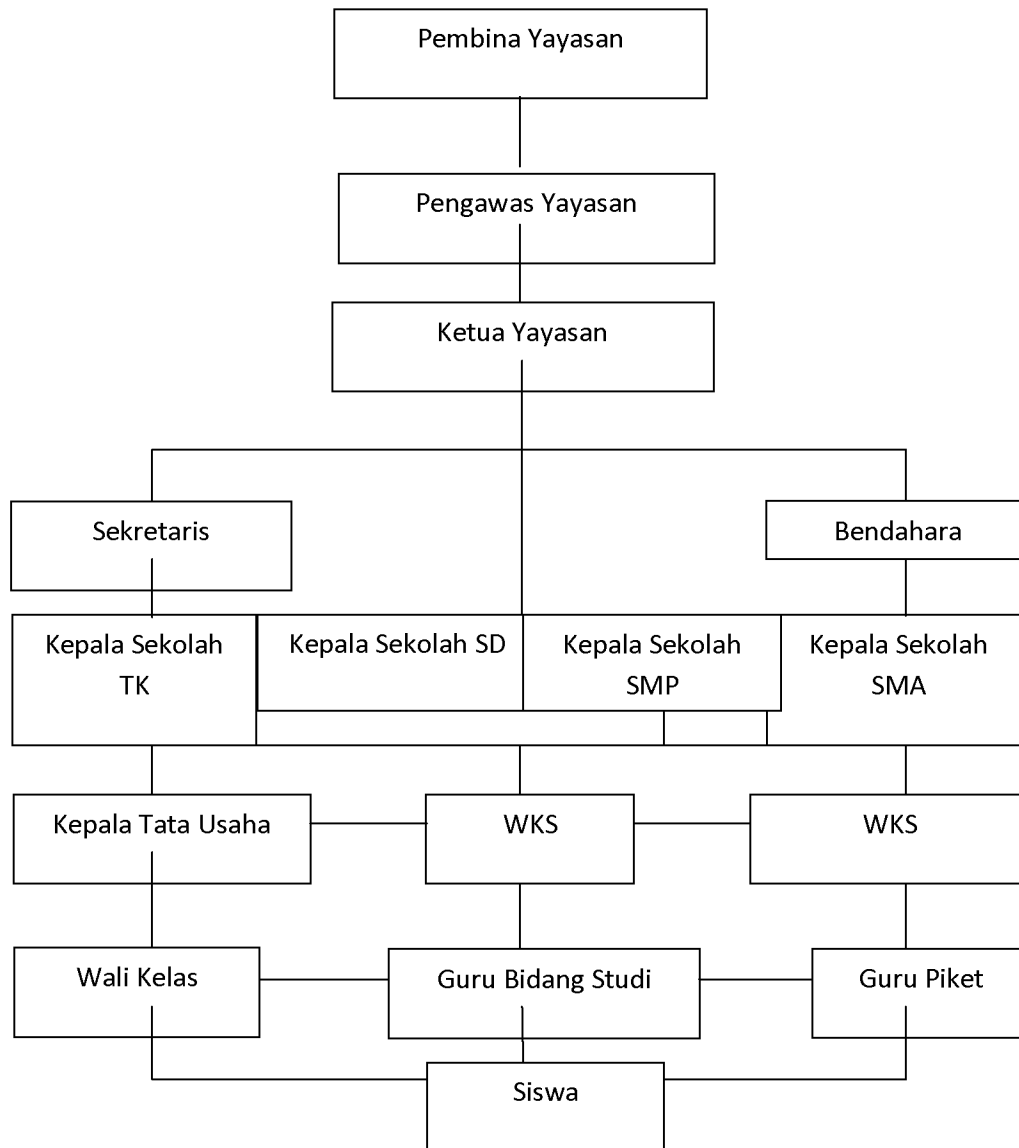 Pembina Yayasan
Pengawas Yayasan
Ketua Yayasan
Sekretaris
Bendahara
Kepala Sekolah
TK
Kepala Sekolah SD
Kepala Sekolah
SMP
Kepala Sekolah
SMA
Kepala Tata Usaha
WKS
WKS
Wali Kelas
Guru Bidang Studi
Guru Piket
Siswa